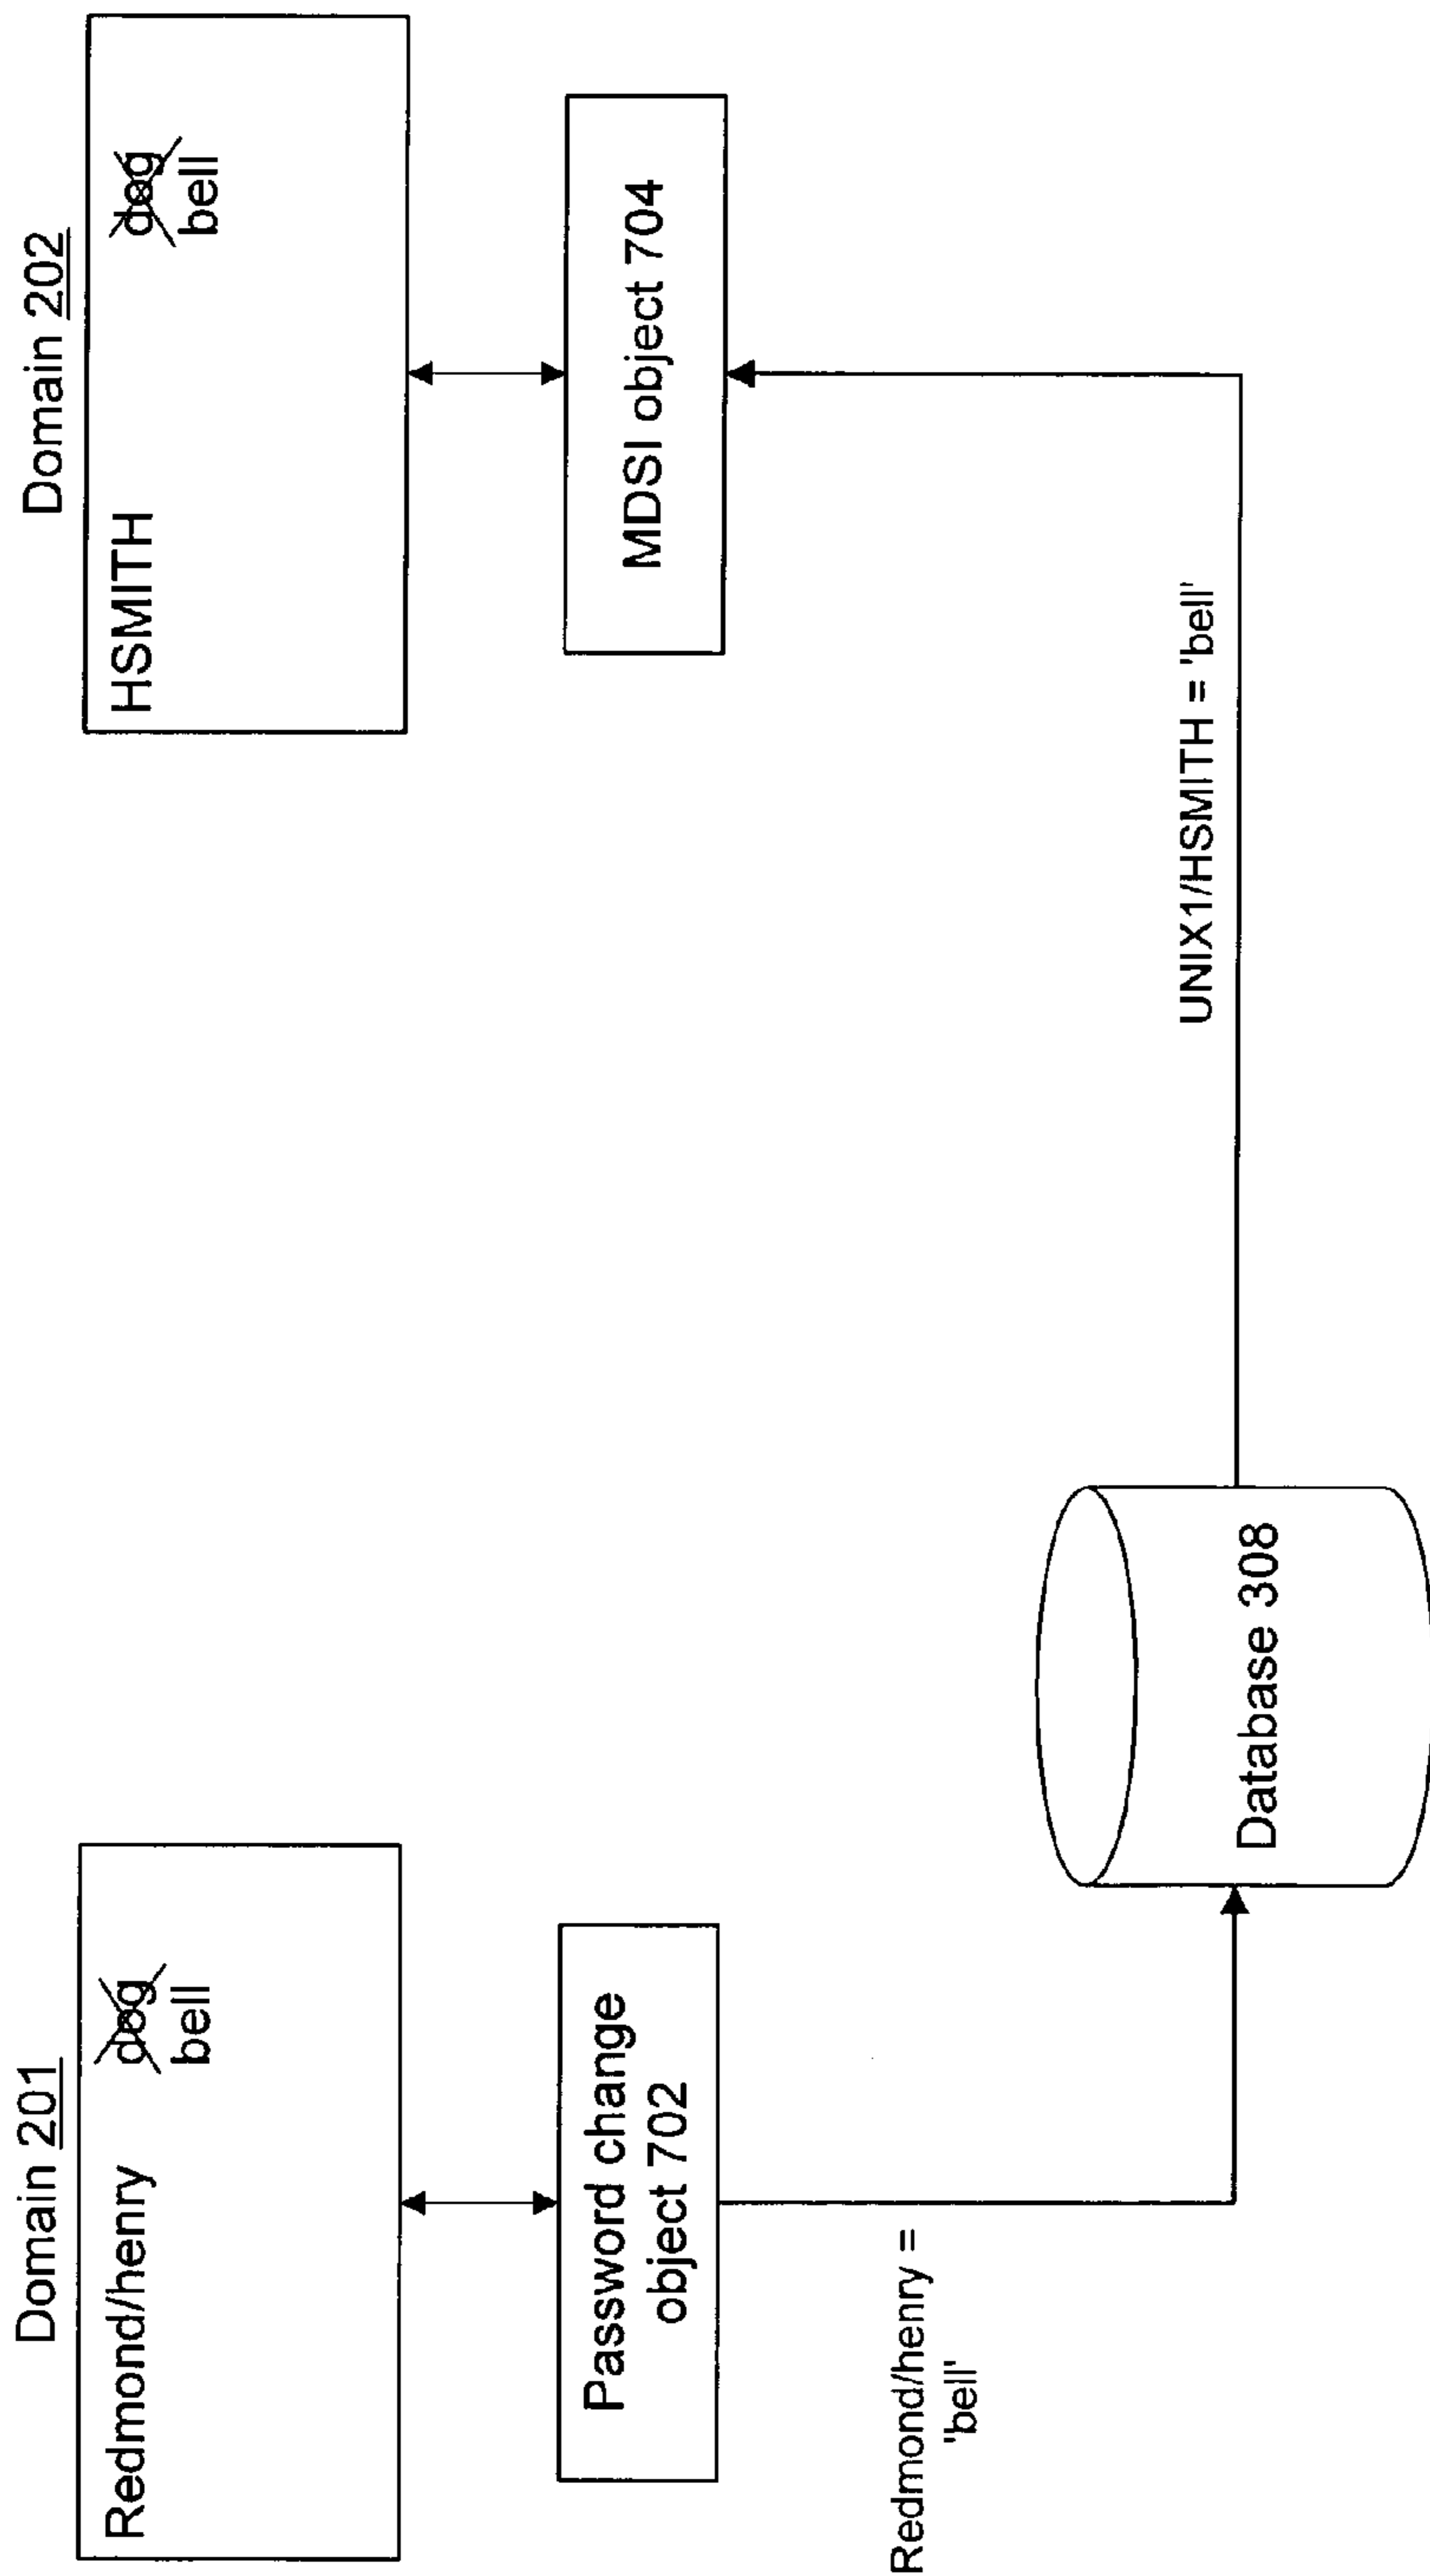 Domain 201
Redmond/henry
dog
bell
Password change
object 702
Redmond/henry =
'bell'
Database 308
UNIX1/HSMITH = 'bell'
Domain 202
HSMITH
dog
bell
MDSI object 704